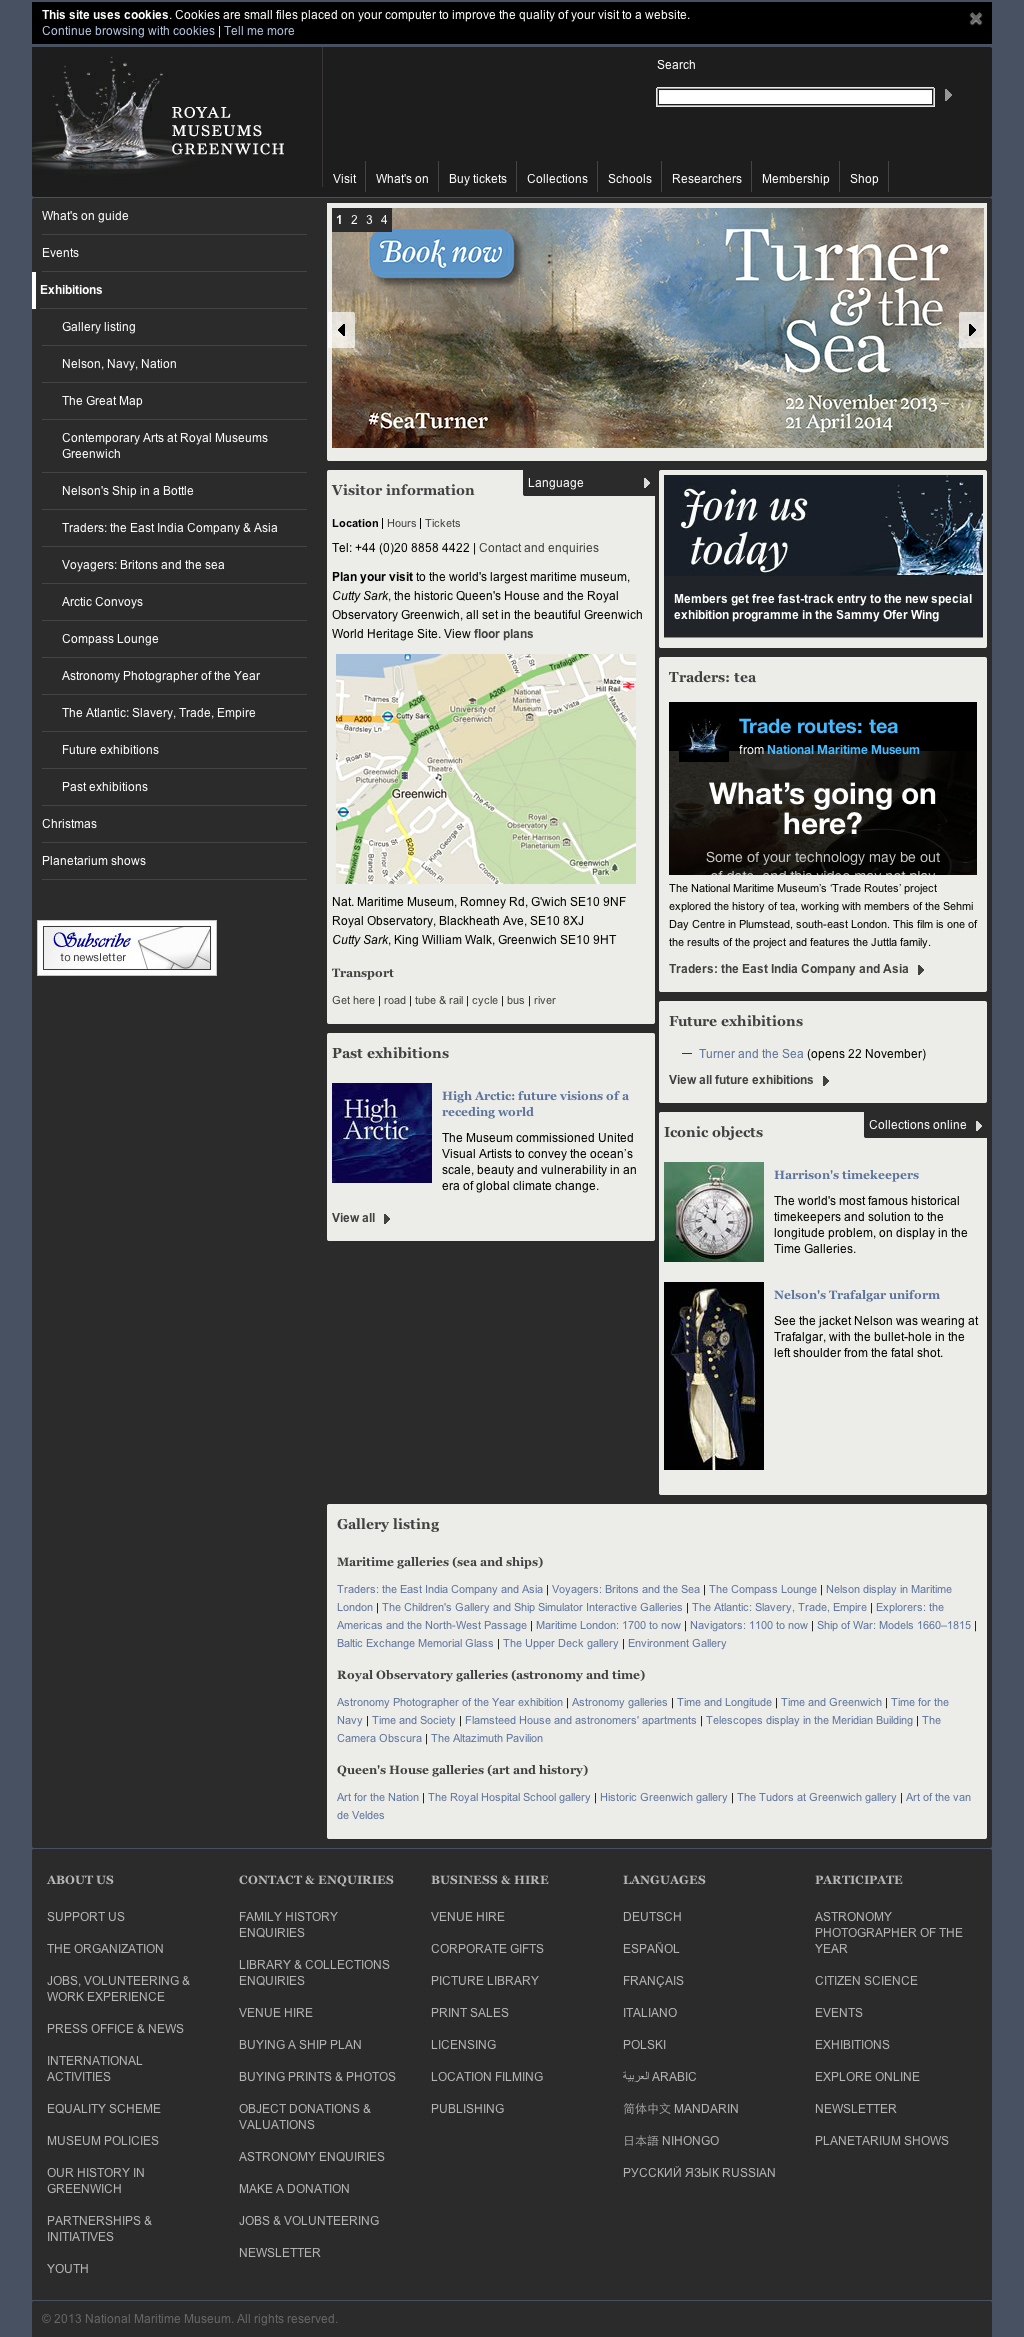 This site uses cookies. Cookies are small files placed on your computer to improve the quality of your visit to a website.
Continue browsing with cookies | Tell me more
ROYAL
MUSEUMS
GREENWICH
Search
Visit
What's on
Buy tickets
Collections
Schools
Researchers
Membership
Shop
What's on guide
Events
Exhibitions
Gallery listing
Nelson, Navy, Nation
The Great Map
Contemporary Arts at Royal Museums
Greenwich
Nelson's Ship in a Bottle
Traders: the East India Company & Asia
Voyagers: Britons and the sea
Arctic Convoys
Compass Lounge
Astronomy Photographer of the Year
The Atlantic: Slavery, Trade, Empire
Future exhibitions
Past exhibitions
Christmas
Planetarium shows
Subscribe
to newsletter
1 2 3 4
Book now
Turner
& the
Sea
22 November 2013 –
21 April 2014
#SeaTurner
Visitor information
Language
Location | Hours | Tickets
Tel: +44 (0)20 8858 4422 | Contact and enquiries
Plan your visit to the world's largest maritime museum,
Cutty Sark, the historic Queen's House and the Royal
Observatory Greenwich, all set in the beautiful Greenwich
World Heritage Site. View floor plans
Old Woolwich Rd
Park Row
Trafalgar Rd
Maze
Hill Rail
Thames St
A206
A206
National
Maritime
Museum
A200
Cutty Sark
University of
Greenwich
Park Vista
Maze Hill
Bardsley Ln
Nelson Rd
Roan St
Greenwich
Theatre
Greenwich
Picturehouse
Greenwich
The Ave
Royal
Observatory
Peter Harrison
Planetarium
B209
Circus St
Brand St
Royal Hill
King George St
Luton Pl
Crooms Hill
Greenwich
Park
Nat. Maritime Museum, Romney Rd, G'wich SE10 9NF
Royal Observatory, Blackheath Ave, SE10 8XJ
Cutty Sark, King William Walk, Greenwich SE10 9HT
Transport
Get here | road | tube & rail | cycle | bus | river
Past exhibitions
High
Arctic
High Arctic: future visions of a
receding world
The Museum commissioned United
Visual Artists to convey the ocean's
scale, beauty and vulnerability in an
era of global climate change.
View all
Join us
today
Members get free fast-track entry to the new special
exhibition programme in the Sammy Ofer Wing
Traders: tea
Trade routes: tea
from National Maritime Museum
What's going on
here?
Some of your technology may be out
of date, and this video may not play
The National Maritime Museum's 'Trade Routes' project
explored the history of tea, working with members of the Sehmi
Day Centre in Plumstead, south-east London. This film is one of
the results of the project and features the Juttla family.
Traders: the East India Company and Asia
Future exhibitions
— Turner and the Sea (opens 22 November)
View all future exhibitions
Iconic objects
Collections online
Harrison's timekeepers
The world's most famous historical
timekeepers and solution to the
longitude problem, on display in the
Time Galleries.
Nelson's Trafalgar uniform
See the jacket Nelson was wearing at
Trafalgar, with the bullet-hole in the
left shoulder from the fatal shot.
Gallery listing
Maritime galleries (sea and ships)
Traders: the East India Company and Asia | Voyagers: Britons and the Sea | The Compass Lounge | Nelson display in Maritime
London | The Children's Gallery and Ship Simulator Interactive Galleries | The Atlantic: Slavery, Trade, Empire | Explorers: the
Americas and the North-West Passage | Maritime London: 1700 to now | Navigators: 1100 to now | Ship of War: Models 1660–1815 |
Baltic Exchange Memorial Glass | The Upper Deck gallery | Environment Gallery
Royal Observatory galleries (astronomy and time)
Astronomy Photographer of the Year exhibition | Astronomy galleries | Time and Longitude | Time and Greenwich | Time for the
Navy | Time and Society | Flamsteed House and astronomers' apartments | Telescopes display in the Meridian Building | The
Camera Obscura | The Altazimuth Pavilion
Queen's House galleries (art and history)
Art for the Nation | The Royal Hospital School gallery | Historic Greenwich gallery | The Tudors at Greenwich gallery | Art of the van
de Veldes
ABOUT US
SUPPORT US
THE ORGANIZATION
JOBS, VOLUNTEERING &
WORK EXPERIENCE
PRESS OFFICE & NEWS
INTERNATIONAL
ACTIVITIES
EQUALITY SCHEME
MUSEUM POLICIES
OUR HISTORY IN
GREENWICH
PARTNERSHIPS &
INITIATIVES
YOUTH
CONTACT & ENQUIRIES
FAMILY HISTORY
ENQUIRIES
LIBRARY & COLLECTIONS
ENQUIRIES
VENUE HIRE
BUYING A SHIP PLAN
BUYING PRINTS & PHOTOS
OBJECT DONATIONS &
VALUATIONS
ASTRONOMY ENQUIRIES
MAKE A DONATION
JOBS & VOLUNTEERING
NEWSLETTER
BUSINESS & HIRE
VENUE HIRE
CORPORATE GIFTS
PICTURE LIBRARY
PRINT SALES
LICENSING
LOCATION FILMING
PUBLISHING
LANGUAGES
DEUTSCH
ESPAÑOL
FRANÇAIS
ITALIANO
POLSKI
العربية ARABIC
简体中文 MANDARIN
日本語 NIHONGO
РУССКИЙ ЯЗЫК RUSSIAN
PARTICIPATE
ASTRONOMY
PHOTOGRAPHER OF THE
YEAR
CITIZEN SCIENCE
EVENTS
EXHIBITIONS
EXPLORE ONLINE
NEWSLETTER
PLANETARIUM SHOWS
© 2013 National Maritime Museum. All rights reserved.